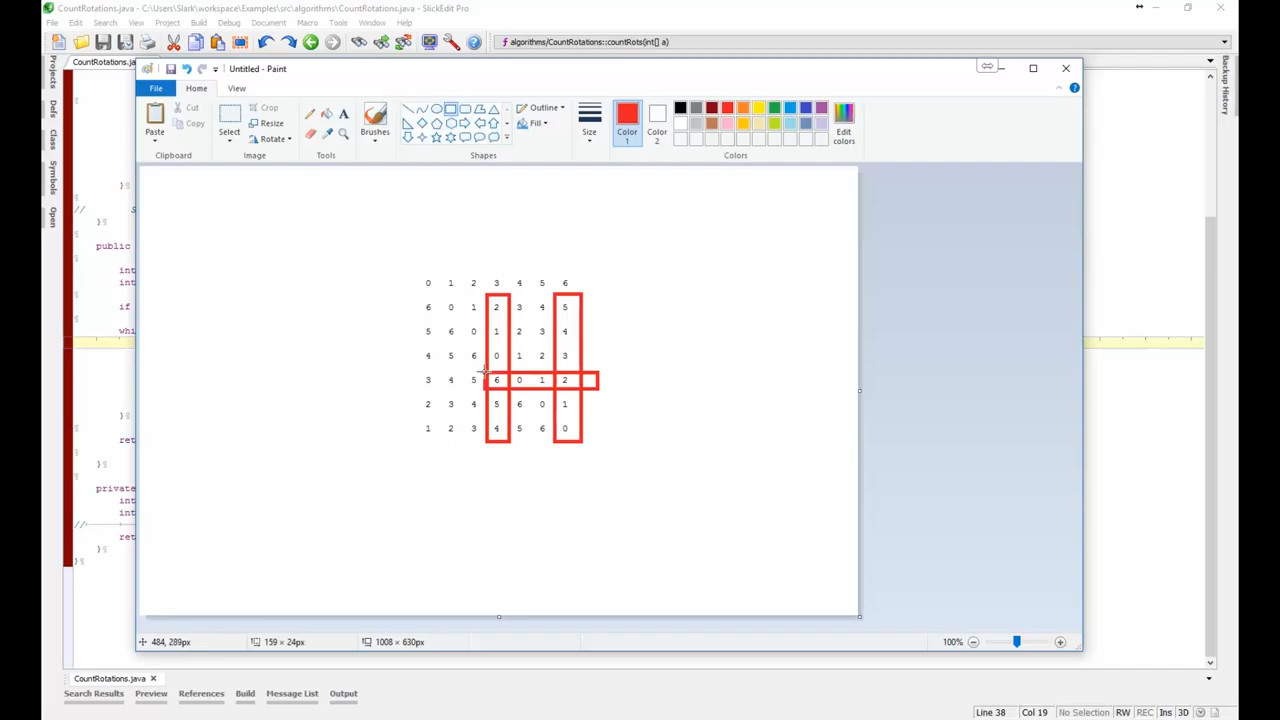 CountRotations.java - C:\Users\Slark\workspace\Examples\src\algorithms\CountRotations.java - SlickEdit Pro
File Edit Search View Project Build Debug Document Macro Tools Window Help
algorithms/CountRotations::countRots(int[] a)
CountRotations.ja
Projects
Defs
Class
Symbols
Open
Backup History
Untitled - Paint
File Home View
Paste
Clipboard
Select
Crop
Resize
Rotate
Image
A
Tools
Brushes
Outline
Fill
Shapes
Size
Color 1
Color 2
Edit colors
Colors
0 1 2 3 4 5 6
6 0 1 2 3 4 5
5 6 0 1 2 3 4
4 5 6 0 1 2 3
3 4 5 6 0 1 2
2 3 4 5 6 0 1
1 2 3 4 5 6 0
}
// S
}
public
int
int
if
whi
}
ret
}
private
int
int
//
ret
}
}
484, 289px
159 × 24px
1008 × 630px
100%
CountRotations.java
Search Results Preview References Build Message List Output
Line 38 Col 19 No Selection RW REC Ins 3D